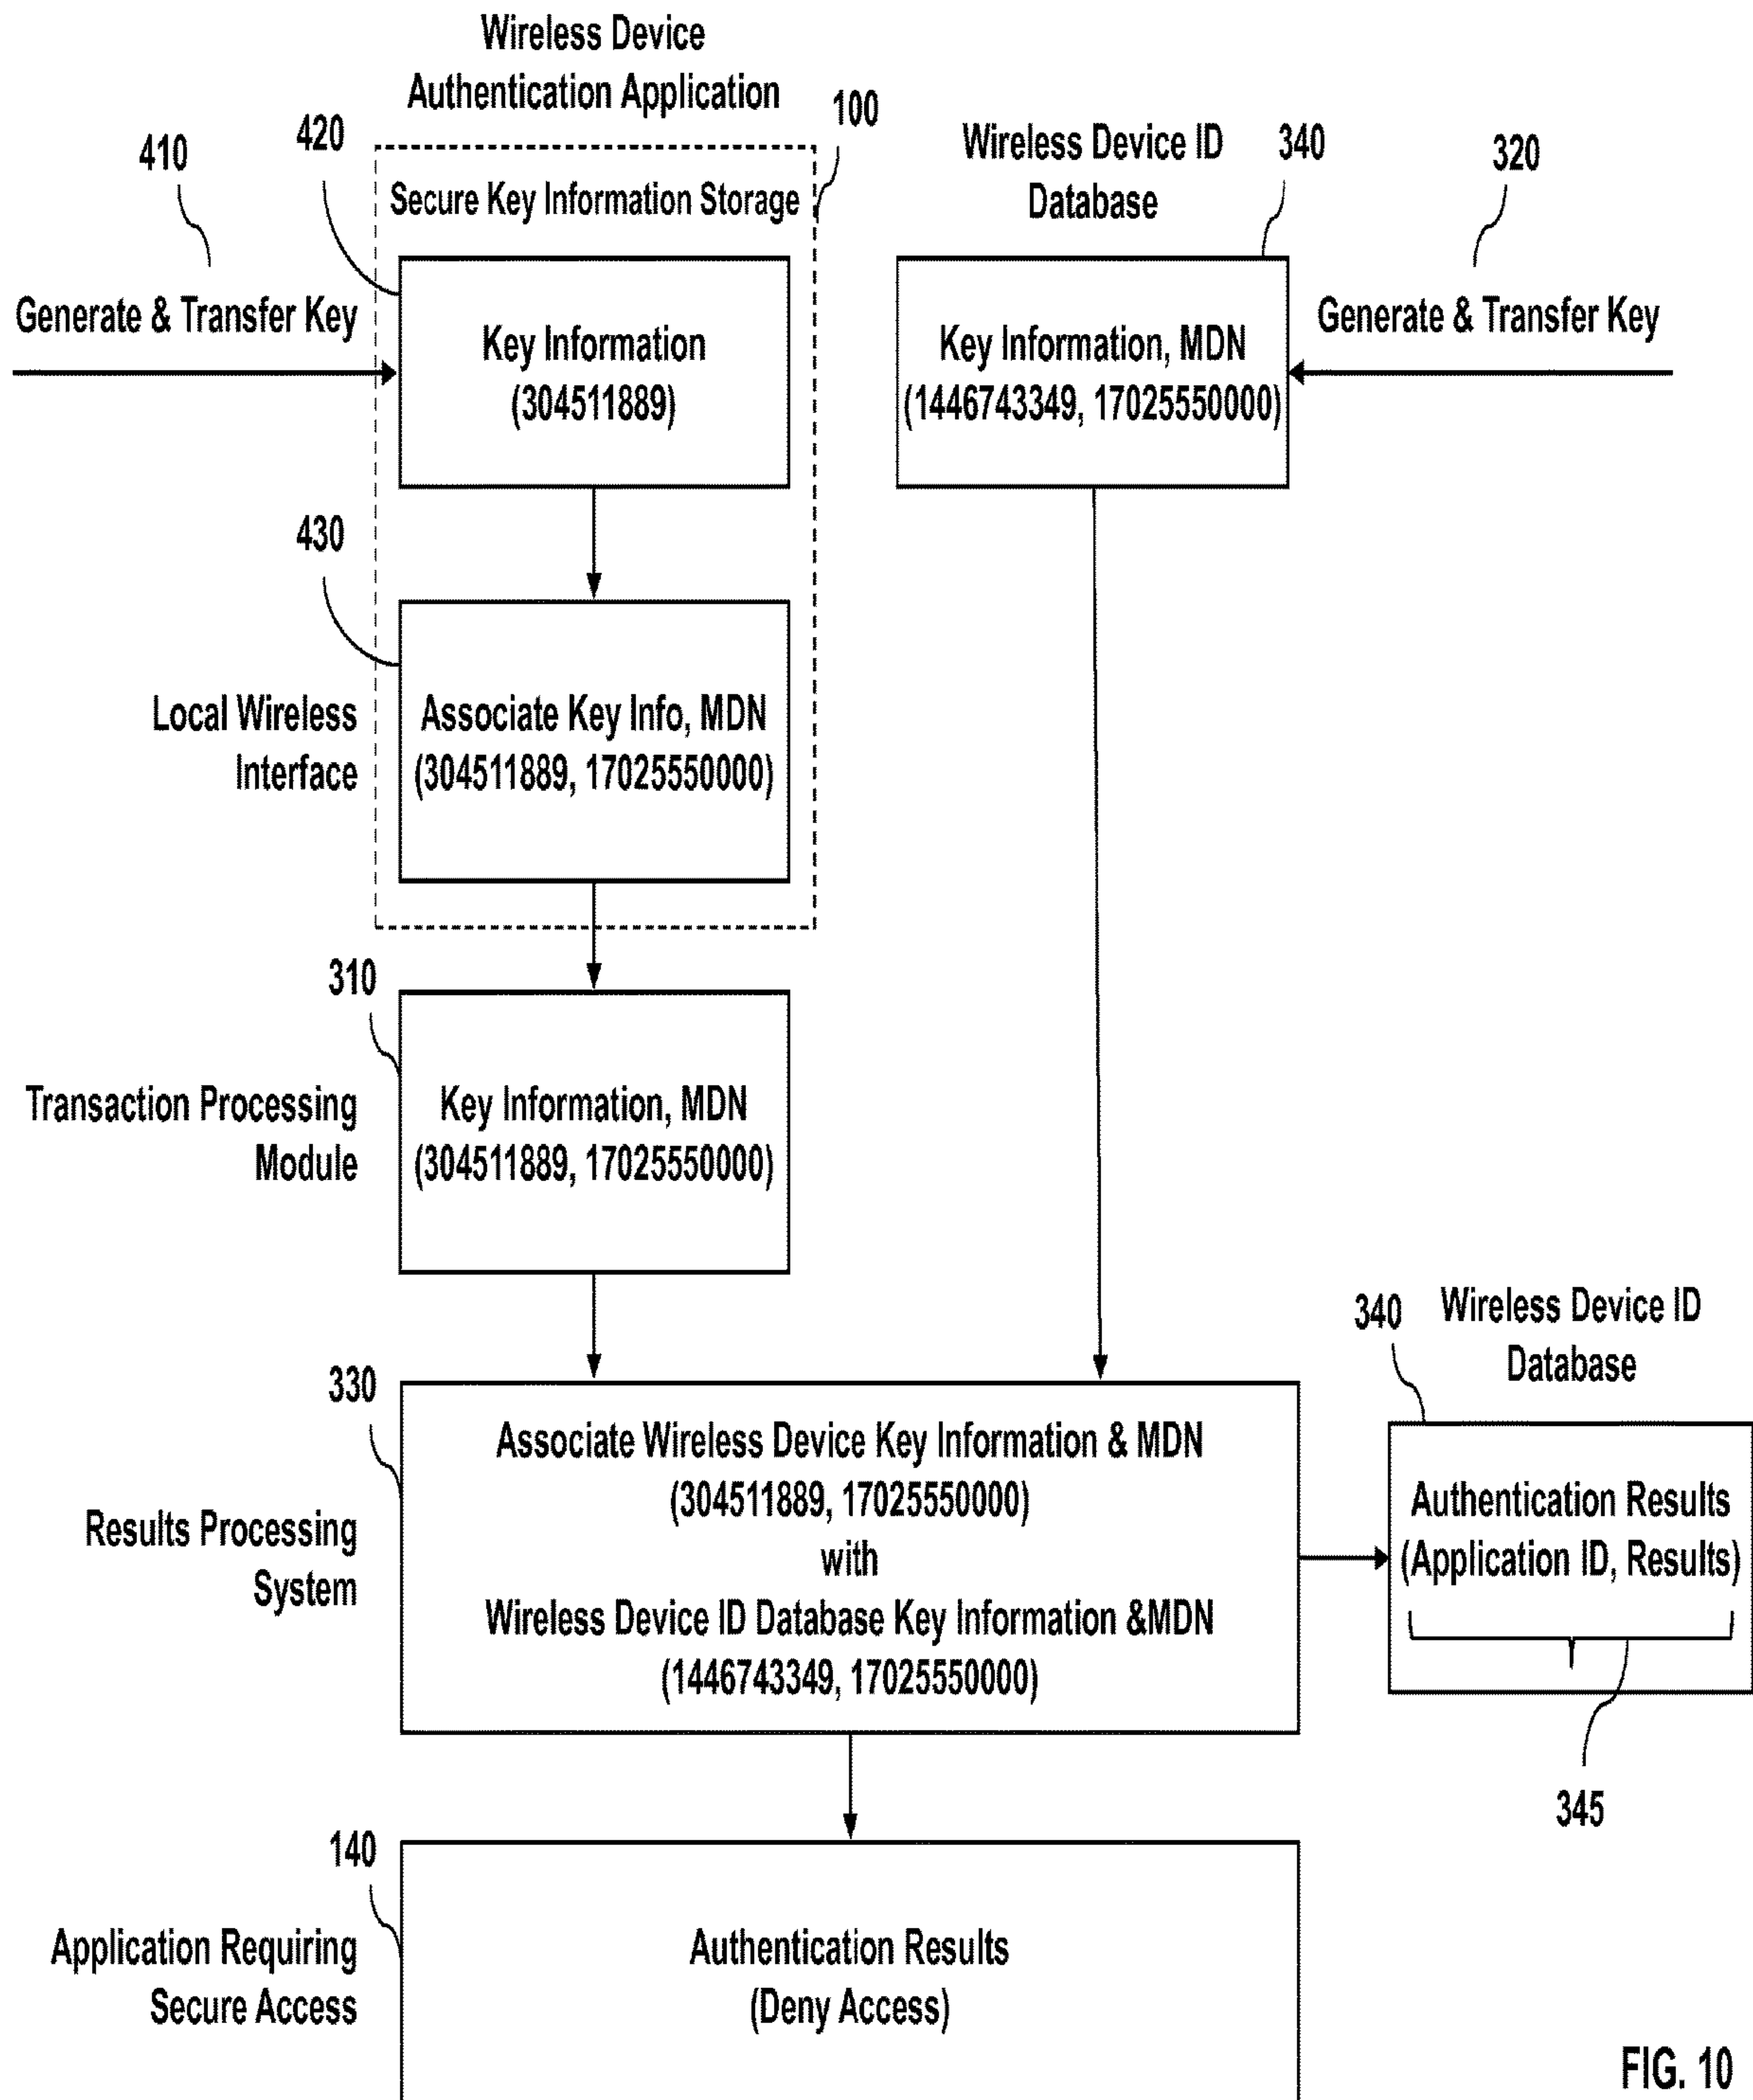 Wireless Device
Authentication Application
100
420
410
Secure Key Information Storage
Wireless Device ID
Database
340
320
Generate & Transfer Key
Key Information
(304511889)
Key Information, MDN
(1446743349, 17025550000)
Generate & Transfer Key
430
Local Wireless
Interface
Associate Key Info, MDN
(304511889, 17025550000)
310
Transaction Processing
Module
Key Information, MDN
(304511889, 17025550000)
330
Results Processing
System
Associate Wireless Device Key Information & MDN
(304511889, 17025550000)
with
Wireless Device ID Database Key Information &MDN
(1446743349, 17025550000)
340
Wireless Device ID
Database
Authentication Results
(Application ID, Results)
345
140
Application Requiring
Secure Access
Authentication Results
(Deny Access)
FIG. 10